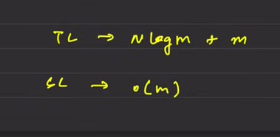 TC → N log m + m
SC → O(m)